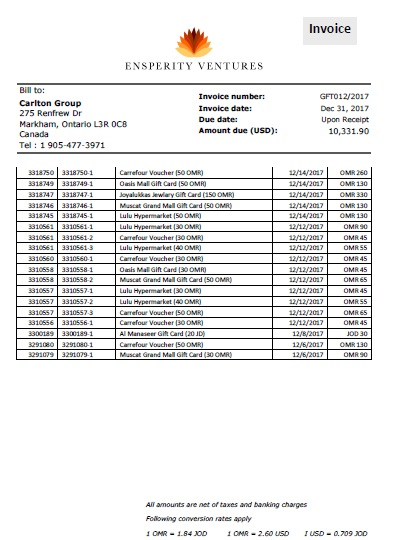 Invoice
ENSPERITY VENTURES
Bill to:
Carlton Group
275 Renfrew Dr
Markham, Ontario L3R 0C8
Canada
Tel : 1 905-477-3971
Invoice number: GFT012/2017
Invoice date: Dec 31, 2017
Due date: Upon Receipt
Amount due (USD): 10,331.90
3318750 3318750-1 Carrefour Voucher (50 OMR) 12/14/2017 OMR 260
3318749 3318749-1 Oasis Mall Gift Card (50 OMR) 12/14/2017 OMR 130
3318747 3318747-1 Joyalukkas Jewlary Gift Card (150 OMR) 12/14/2017 OMR 330
3318746 3318746-1 Muscat Grand Mall Gift Card (50 OMR) 12/14/2017 OMR 130
3318745 3318745-1 Lulu Hypermarket (50 OMR) 12/14/2017 OMR 130
3310561 3310561-1 Lulu Hypermarket (30 OMR) 12/12/2017 OMR 90
3310561 3310561-2 Carrefour Voucher (30 OMR) 12/12/2017 OMR 45
3310561 3310561-3 Lulu Hypermarket (40 OMR) 12/12/2017 OMR 55
3310560 3310560-1 Carrefour Voucher (30 OMR) 12/12/2017 OMR 45
3310558 3310558-1 Oasis Mall Gift Card (30 OMR) 12/12/2017 OMR 45
3310558 3310558-2 Muscat Grand Mall Gift Card (50 OMR) 12/12/2017 OMR 65
3310557 3310557-1 Lulu Hypermarket (30 OMR) 12/12/2017 OMR 45
3310557 3310557-2 Lulu Hypermarket (40 OMR) 12/12/2017 OMR 55
3310557 3310557-3 Carrefour Voucher (50 OMR) 12/12/2017 OMR 65
3310556 3310556-1 Carrefour Voucher (30 OMR) 12/12/2017 OMR 45
3300189 3300189-1 Al Manaseer Gift Card (20 JD) 12/8/2017 JOD 30
3291080 3291080-1 Carrefour Voucher (50 OMR) 12/6/2017 OMR 130
3291079 3291079-1 Muscat Grand Mall Gift Card (30 OMR) 12/6/2017 OMR 90
All amounts are net of taxes and banking charges
Following conversion rates apply
1 OMR = 1.84 JOD 1 OMR = 2.60 USD 1 USD = 0.709 JOD